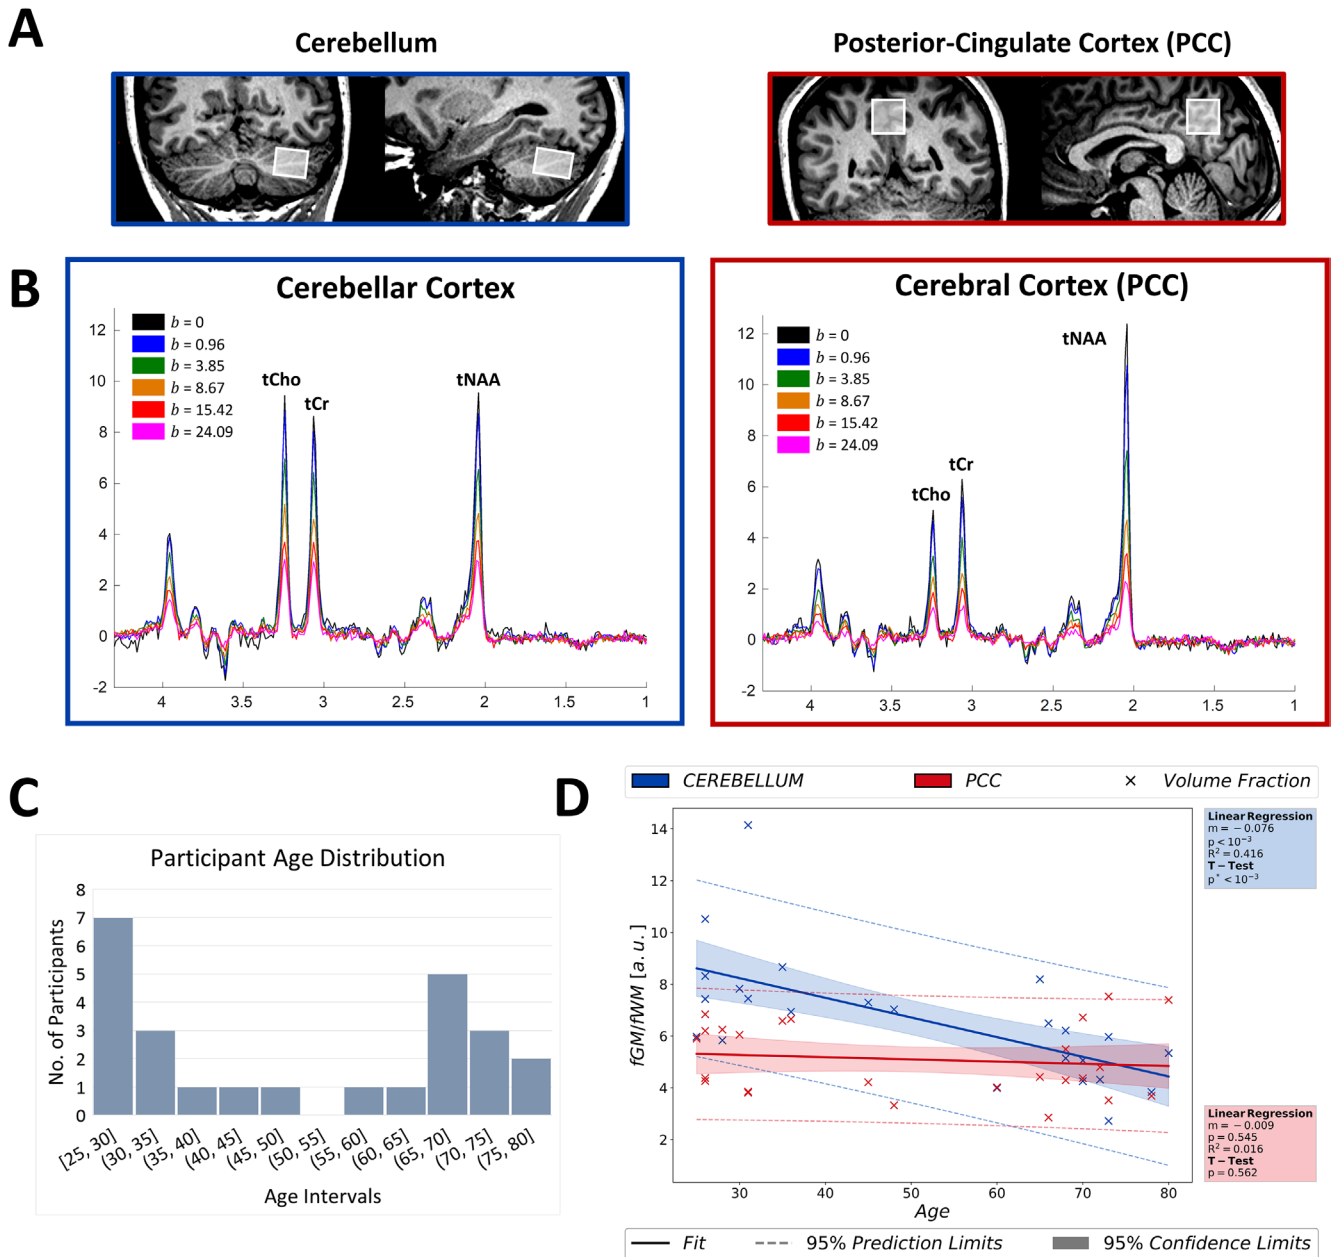 A
Cerebellum
Posterior-Cingulate Cortex (PCC)
B
Cerebellar Cortex
12
10
8
6
4
2
0
-2
b = 0
b = 0.96
b = 3.85
b = 8.67
b = 15.42
b = 24.09
tCho
tCr
tNAA
4 3.5 3 2.5 2 1.5 1
Cerebral Cortex (PCC)
12
10
8
6
4
2
0
-2
b = 0
b = 0.96
b = 3.85
b = 8.67
b = 15.42
b = 24.09
tNAA
tCr
tCho
4 3.5 3 2.5 2 1.5 1
C
Participant Age Distribution
No. of Participants
8
7
6
5
4
3
2
1
0
[25, 30] (30, 35] (35, 40] (40, 45] (45, 50] (50, 55] (55, 60] (60, 65] (65, 70] (70, 75] (75, 80]
Age Intervals
D
CEREBELLUM PCC × Volume Fraction
fGM/fWM [a.u.]
14
12
10
8
6
4
2
30 40 50 60 70 80
Age
Linear Regression
m = − 0.076
p < 10⁻³
R² = 0.416
T − Test
p* < 10⁻³
Linear Regression
m = − 0.009
p = 0.545
R² = 0.016
T − Test
p = 0.562
Fit 95% Prediction Limits 95% Confidence Limits